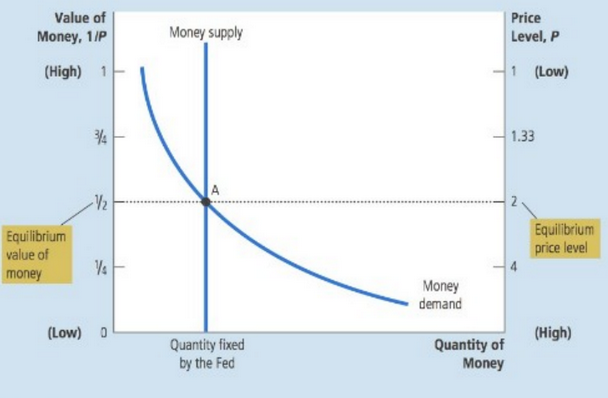 Value of
Money, 1/P
Price
Level, P
Money supply
(High)
1
1
(Low)
3/4
1.33
A
1/2
2
Equilibrium
value of
money
Equilibrium
price level
1/4
4
Money
demand
(Low)
0
(High)
Quantity fixed
by the Fed
Quantity of
Money